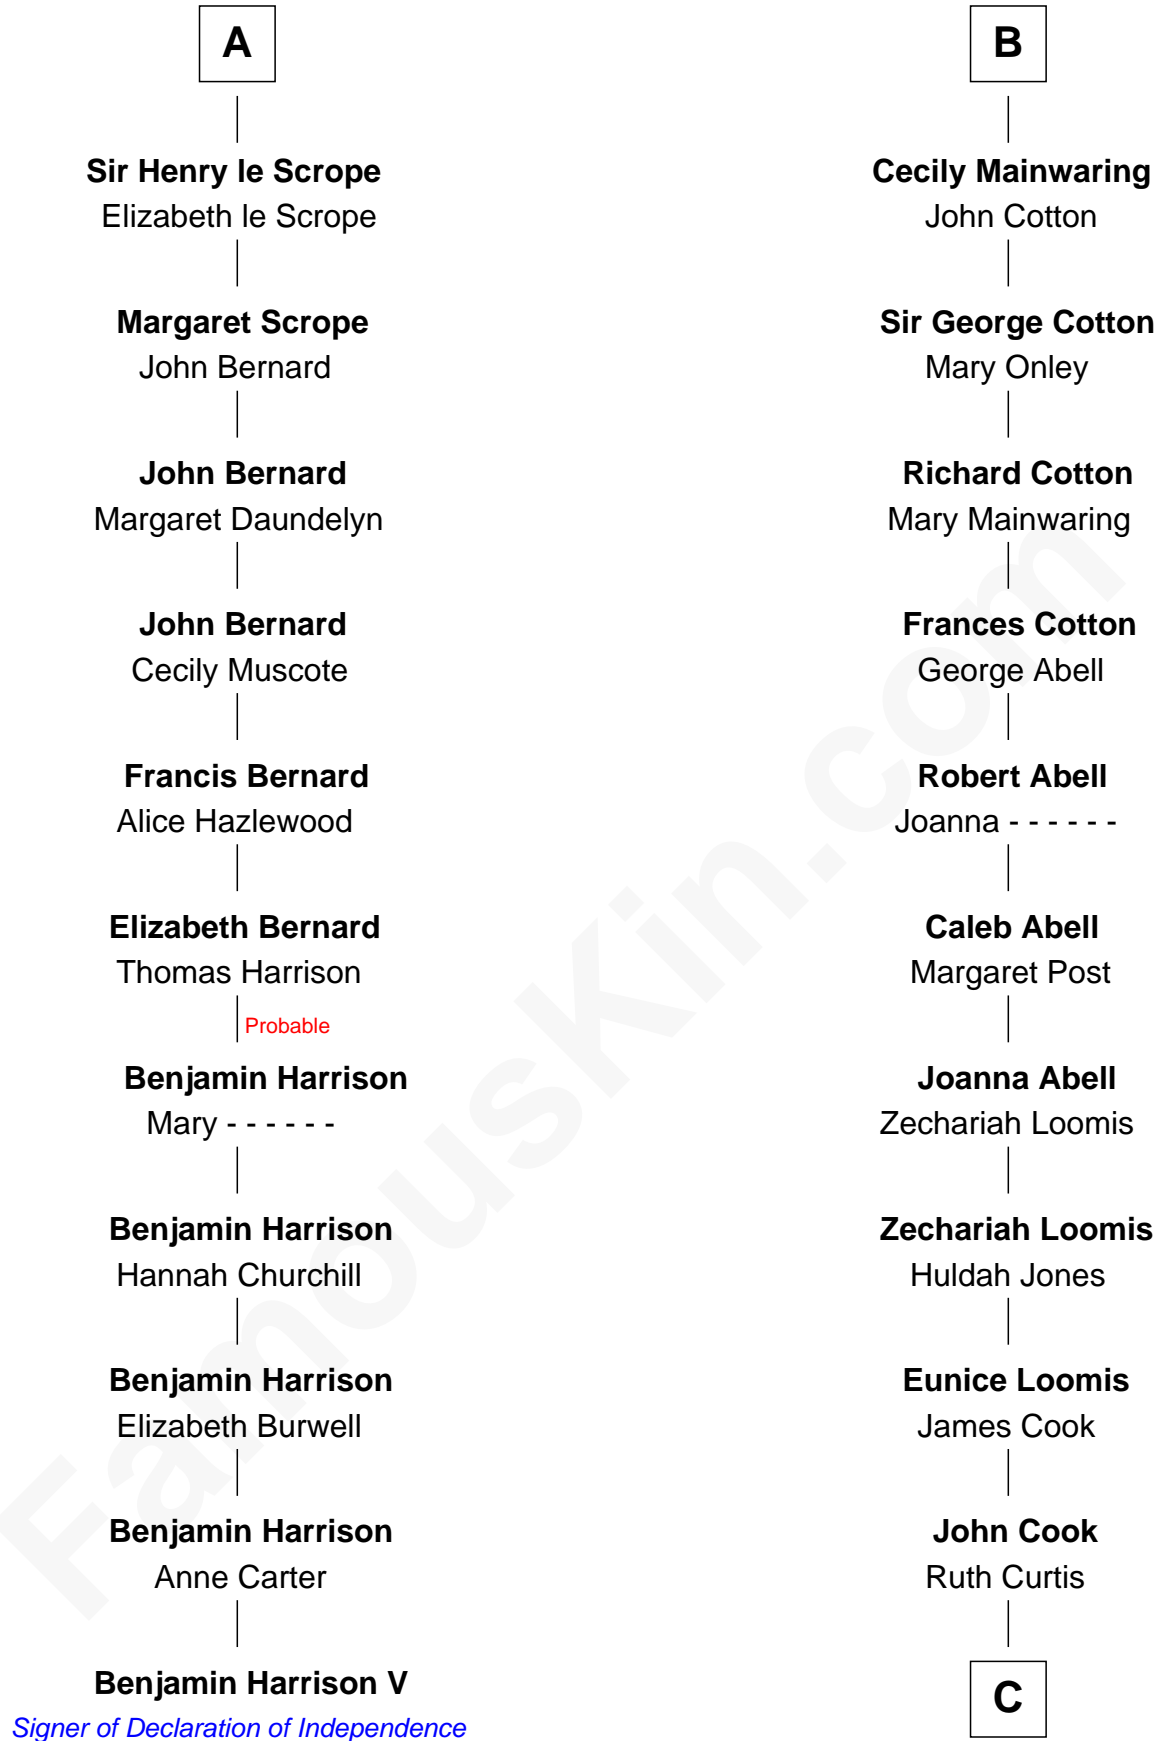 A
Sir Henry le Scrope
Elizabeth le Scrope
Margaret Scrope
John Bernard
John Bernard
Margaret Daundelyn
John Bernard
Cecily Muscote
Francis Bernard
Alice Hazlewood
Elizabeth Bernard
Thomas Harrison
Probable
Benjamin Harrison
Mary - - - - - -
Benjamin Harrison
Hannah Churchill
Benjamin Harrison
Elizabeth Burwell
Benjamin Harrison
Anne Carter
Benjamin Harrison V
Signer of Declaration of Independence
B
Cecily Mainwaring
John Cotton
Sir George Cotton
Mary Onley
Richard Cotton
Mary Mainwaring
Frances Cotton
George Abell
Robert Abell
Joanna - - - - - -
Caleb Abell
Margaret Post
Joanna Abell
Zechariah Loomis
Zechariah Loomis
Huldah Jones
Eunice Loomis
James Cook
John Cook
Ruth Curtis
C
FamousKin.com